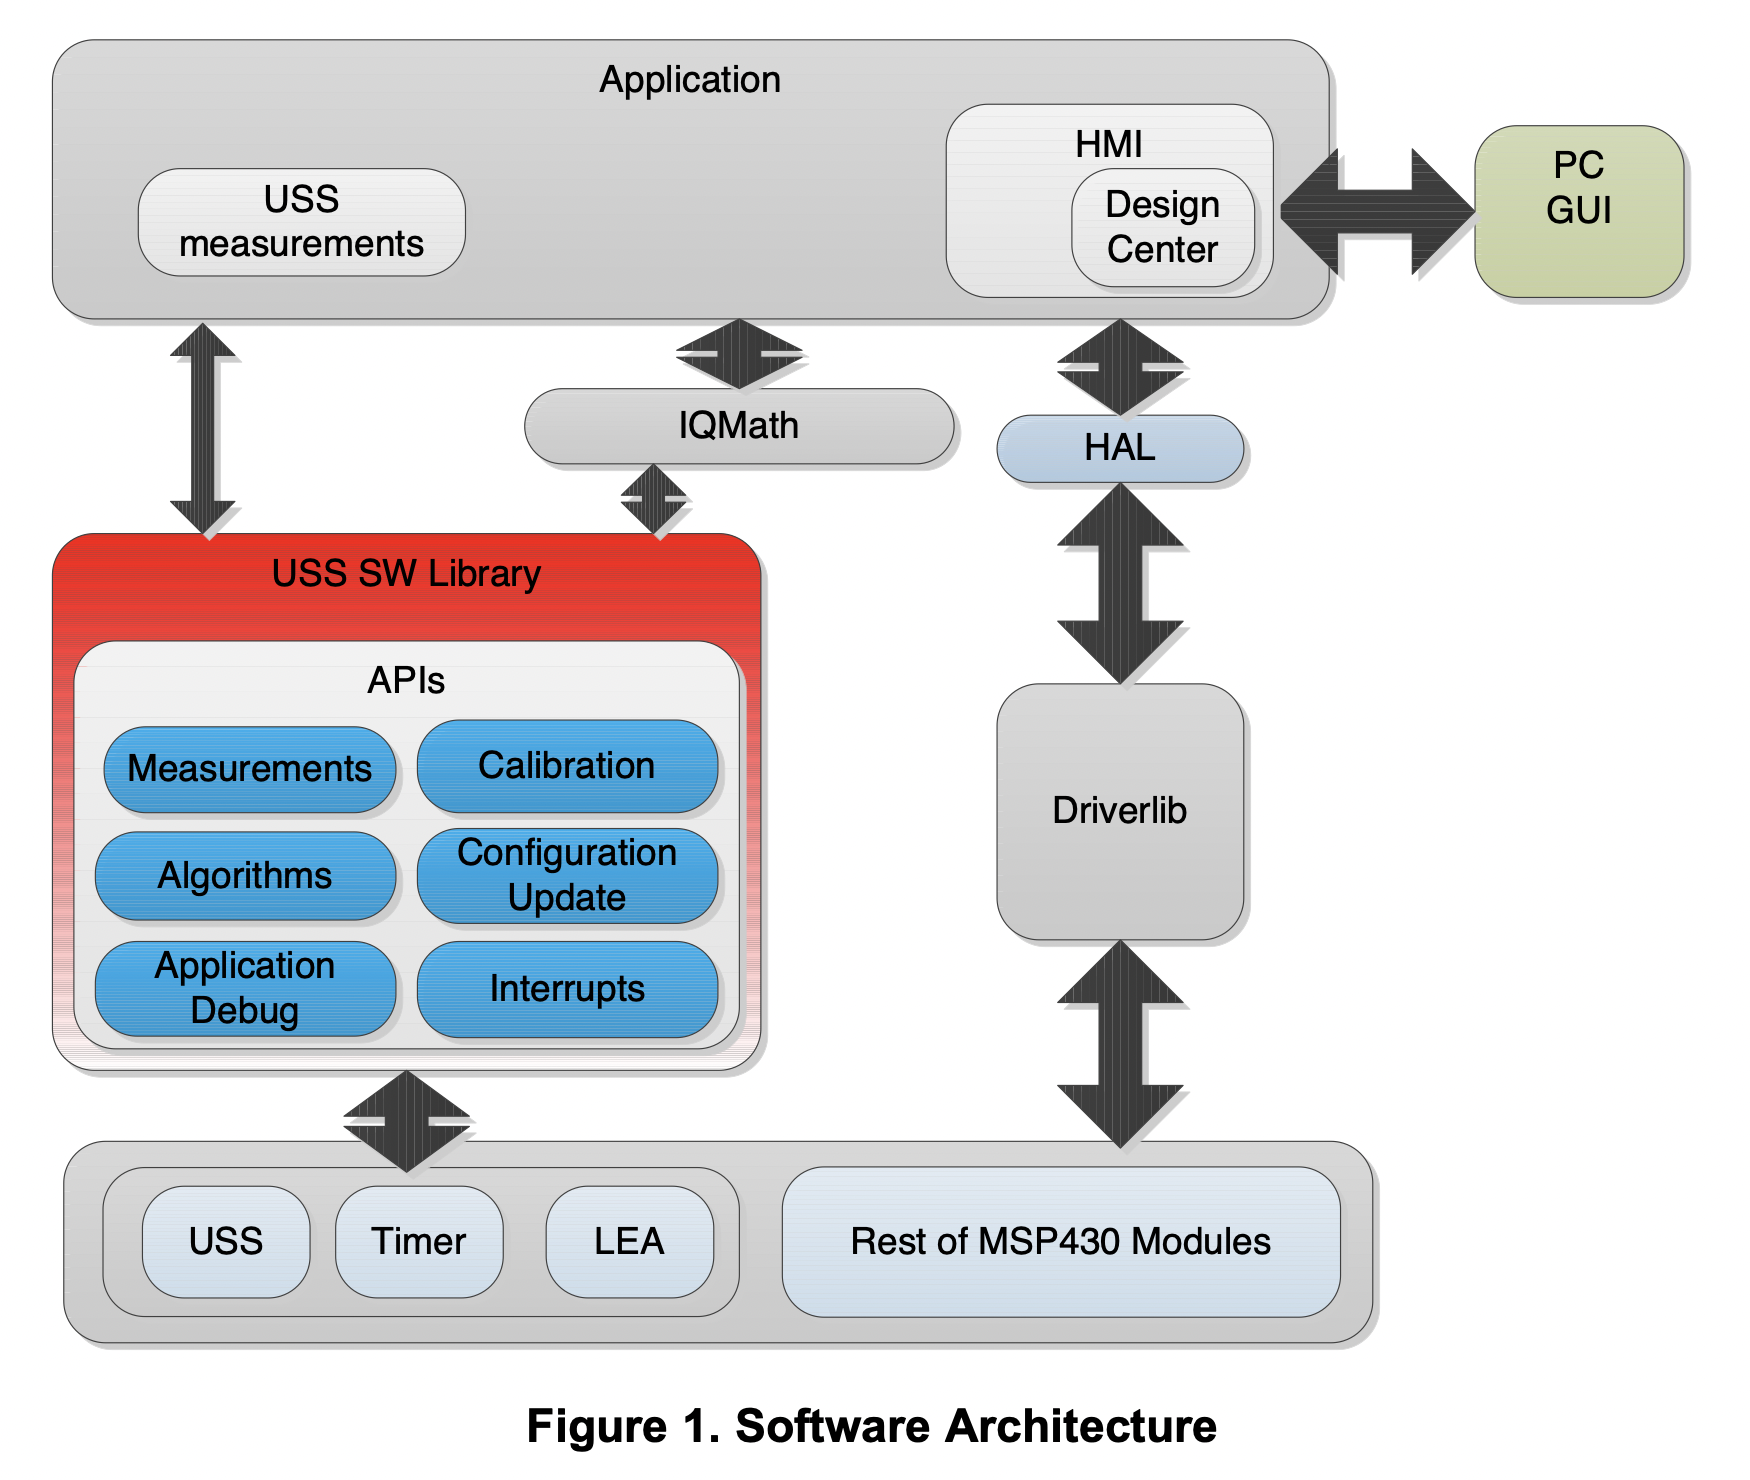 Application
HMI
USS
measurements
Design
Center
PC
GUI
IQMath
HAL
USS SW Library
APIs
Measurements
Calibration
Algorithms
Configuration
Update
Application
Debug
Interrupts
Driverlib
USS
Timer
LEA
Rest of MSP430 Modules
Figure 1. Software Architecture